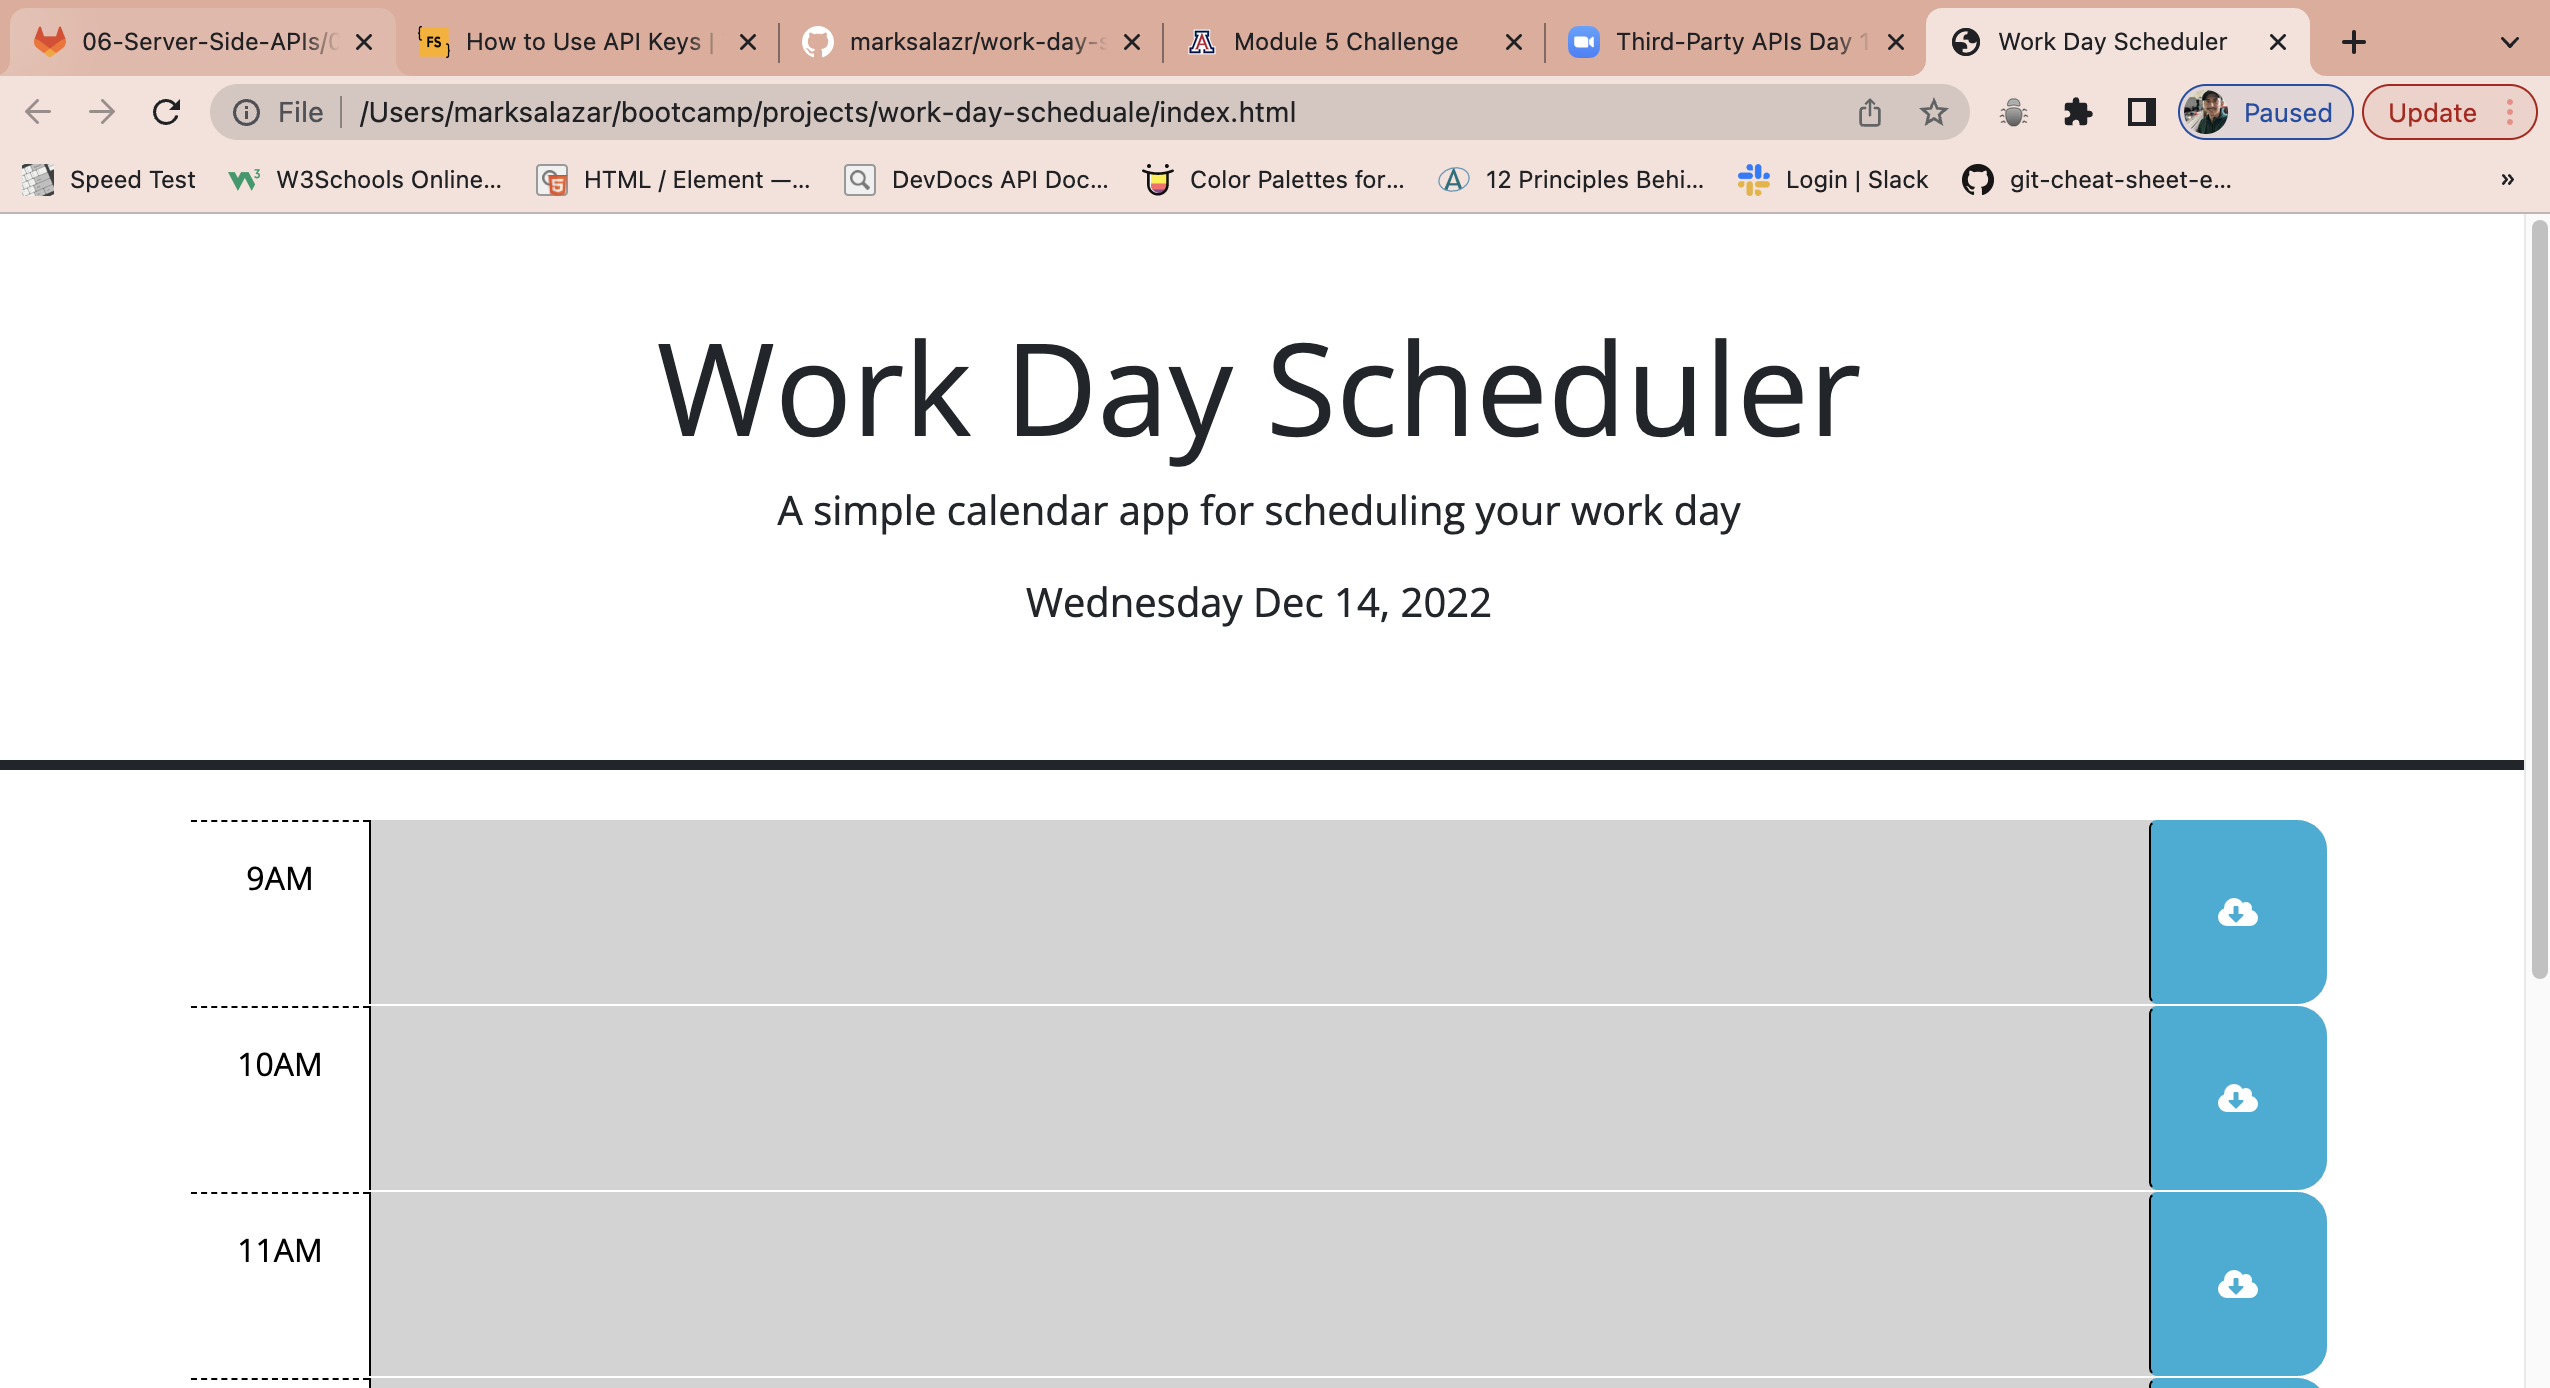 06-Server-Side-APIs/0
How to Use API Keys |
marksalazr/work-day-s
Module 5 Challenge
Third-Party APIs Day 1
Work Day Scheduler
File
/Users/marksalazar/bootcamp/projects/work-day-scheduale/index.html
Paused
Update
Speed Test
W3Schools Online...
HTML / Element —...
DevDocs API Doc...
Color Palettes for...
12 Principles Behi...
Login | Slack
git-cheat-sheet-e...
»
Work Day Scheduler
A simple calendar app for scheduling your work day
Wednesday Dec 14, 2022
9AM
10AM
11AM